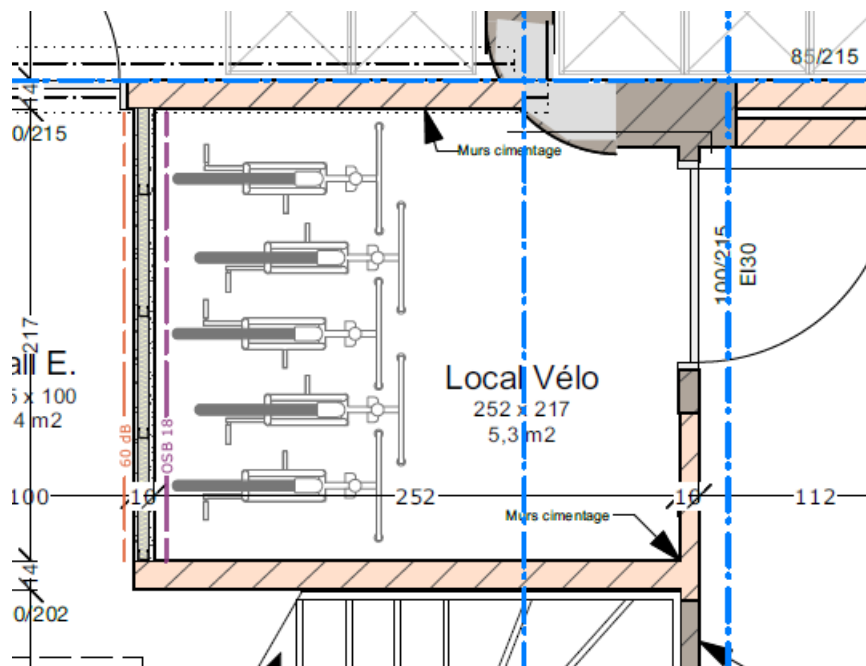 85/215
14
0/215
Murs cimentage
100/215
EI30
217
all E.
5 x 100
4 m2
Local Vélo
252 x 217
5,3 m2
60 dB
OSB 18
100
16
252
16
112
Murs cimentage
14
0/202